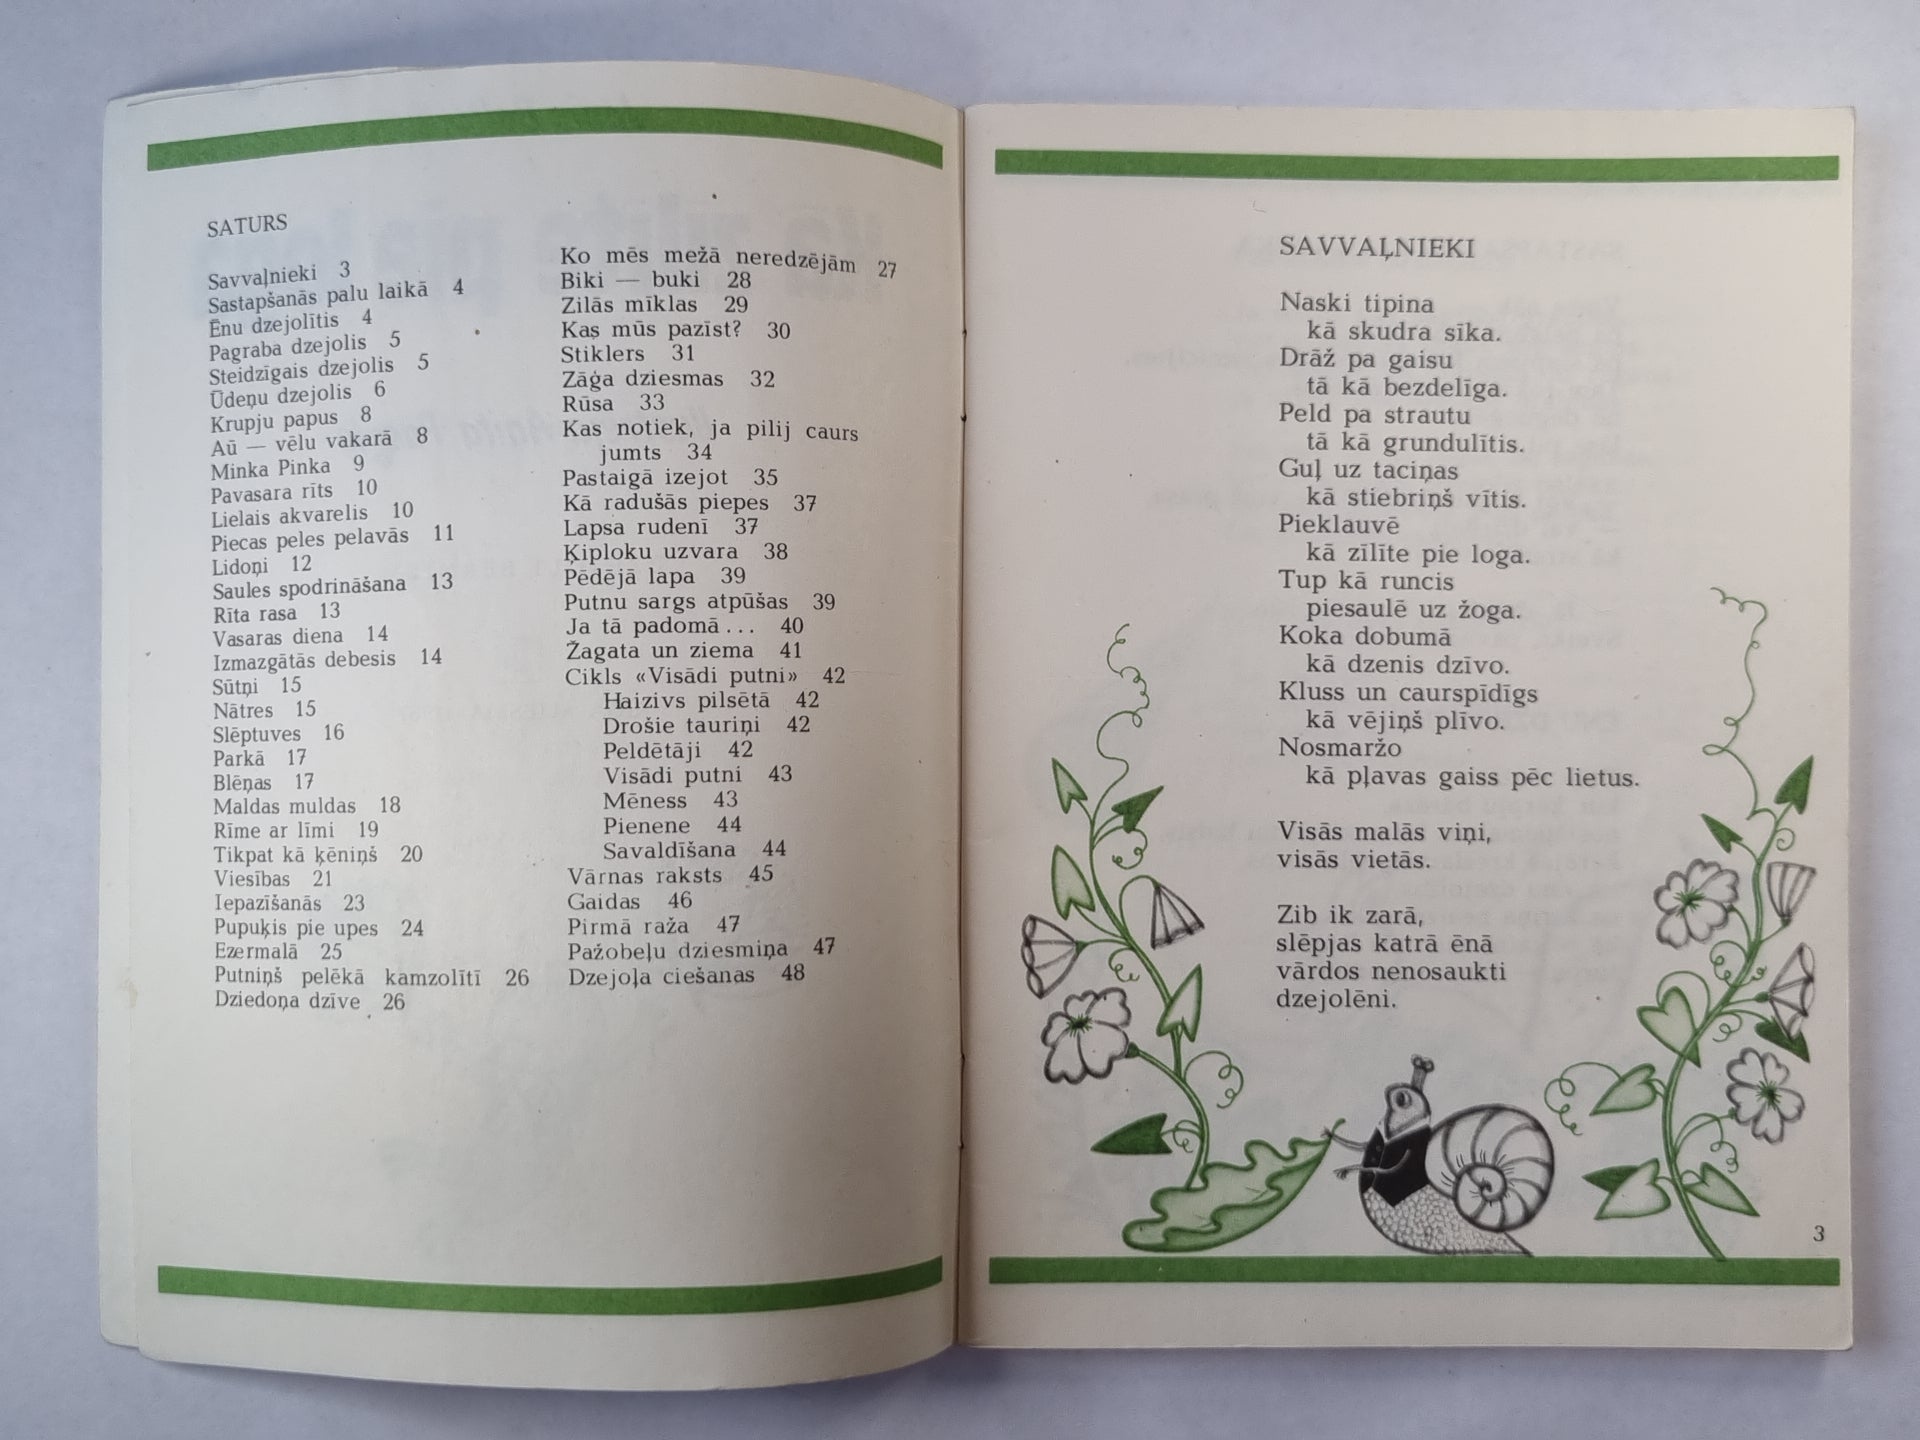 SATURS
Savvaļnieki 3
Sastapšanās palu laikā 4
Ēnu dzejolītis 4
Pagraba dzejolis 5
Steidzīgais dzejolis 5
Ūdeņu dzejolis 6
Krupju papus 8
Aū — vēlu vakarā 8
Minka Pinka 9
Pavasara rīts 10
Lielais akvarelis 10
Piecas peles pelavās 11
Lidoņi 12
Saules spodrināšana 13
Rīta rasa 13
Vasaras diena 14
Izmazgātās debesis 14
Sūtņi 15
Nātres 15
Slēptuves 16
Parkā 17
Blēņas 17
Maldas muldas 18
Rīme ar līmi 19
Tikpat kā ķēniņš 20
Viesības 21
Iepazīšanās 23
Pupuķis pie upes 24
Ezermalā 25
Putniņš pelēkā kamzolītī 26
Dziedoņa dzīve 26
Ko mēs mežā neredzējām 27
Biki — buki 28
Zilās mīklas 29
Kas mūs pazīst? 30
Stiklers 31
Zāģa dziesmas 32
Rūsa 33
Kas notiek, ja pilij caurs
jumts 34
Pastaigā izejot 35
Kā radušās piepes 37
Lapsa rudenī 37
Ķiploku uzvara 38
Pēdējā lapa 39
Putnu sargs atpūšas 39
Ja tā padomā... 40
Žagata un ziema 41
Cikls «Visādi putni» 42
Haizivs pilsētā 42
Drošie tauriņi 42
Peldētāji 42
Visādi putni 43
Mēness 43
Pienene 44
Savaldīšana 44
Vārnas raksts 45
Gaidas 46
Pirmā raža 47
Pažobeļu dziesmiņa 47
Dzejoļa ciešanas 48
SAVVAĻNIEKI
Naski tipina
kā skudra sīka.
Drāž pa gaisu
tā kā bezdelīga.
Peld pa strautu
tā kā grundulītis.
Guļ uz taciņas
kā stiebriņš vītis.
Pieklauvē
kā zīlīte pie loga.
Tup kā runcis
piesaulē uz žoga.
Koka dobumā
kā dzenis dzīvo.
Kluss un caurspīdīgs
kā vējiņš plīvo.
Nosmaržo
kā pļavas gaiss pēc lietus.
Visās malās viņi,
visās vietās.
Zib ik zarā,
slēpjas katrā ēnā
vārdos nenosaukti
dzejolēni.
3